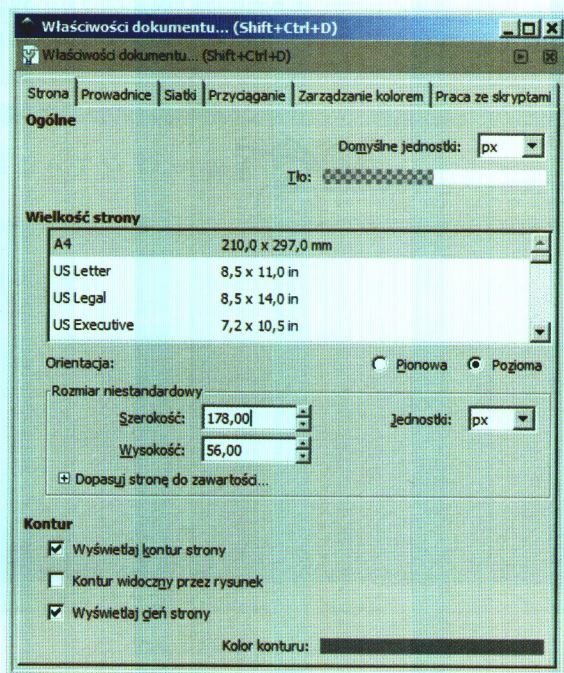 Właściwości dokumentu... (Shift+Ctrl+D)
Właściwości dokumentu... (Shift+Ctrl+D)
Strona Prowadnice Siatki Przyciąganie Zarządzanie kolorem Praca ze skryptami
Ogólne
Domyślne jednostki: px
Tło:
Wielkość strony
A4 210,0 x 297,0 mm
US Letter 8,5 x 11,0 in
US Legal 8,5 x 14,0 in
US Executive 7,2 x 10,5 in
Orientacja: Pionowa Pozioma
Rozmiar niestandardowy
Szerokość: 178,00 Jednostki: px
Wysokość: 56,00
Dopasuj stronę do zawartości...
Kontur
Wyświetlaj kontur strony
Kontur widoczny przez rysunek
Wyświetlaj cień strony
Kolor konturu: